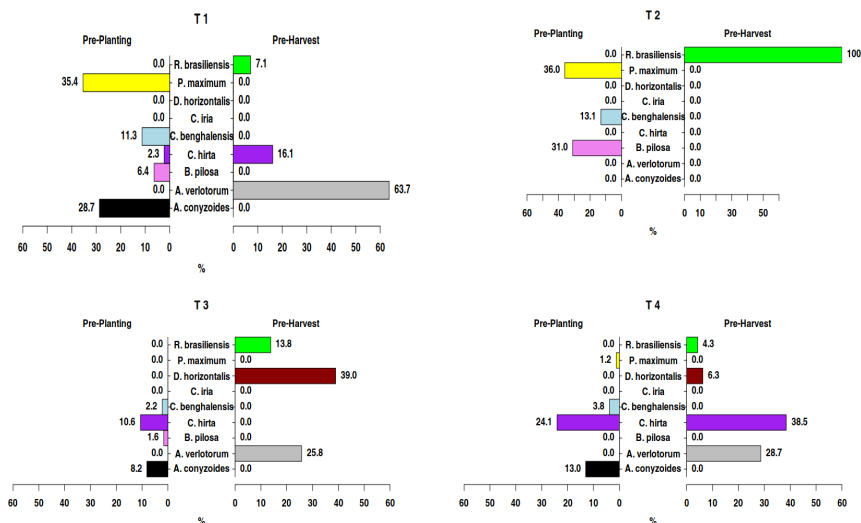 T 1
Pre-Planting Pre-Harvest
0.0 R. brasiliensis 7.1
35.4 P. maximum 0.0
0.0 D. horizontalis 0.0
0.0 C. iria 0.0
11.3 C. benghalensis 0.0
2.3 C. hirta 16.1
6.4 B. pilosa 0.0
0.0 A. verlotorum 63.7
28.7 A. conyzoides 0.0
60 50 40 30 20 10 0 0 10 20 30 40 50 60
%
T 2
Pre-Planting Pre-Harvest
0.0 R. brasiliensis 100
36.0 P. maximum 0.0
0.0 D. horizontalis 0.0
0.0 C. iria 0.0
13.1 C. benghalensis 0.0
0.0 C. hirta 0.0
31.0 B. pilosa 0.0
0.0 A. verlotorum 0.0
0.0 A. conyzoides 0.0
60 40 30 20 10 0 0 10 20 30 40 50 60
%
T 3
Pre-Planting Pre-Harvest
0.0 R. brasiliensis 13.8
0.0 P. maximum 0.0
0.0 D. horizontalis 39.0
0.0 C. iria 0.0
2.2 C. benghalensis 0.0
10.6 C. hirta 0.0
1.6 B. pilosa 0.0
0.0 A. verlotorum 25.8
8.2 A. conyzoides 0.0
60 50 40 30 20 10 0 0 10 20 30 40 50 60
%
T 4
Pre-Planting Pre-Harvest
0.0 R. brasiliensis 4.3
1.2 P. maximum 0.0
0.0 D. horizontalis 6.3
0.0 C. iria 0.0
3.8 C. benghalensis 0.0
24.1 C. hirta 38.5
0.0 B. pilosa 0.0
0.0 A. verlotorum 28.7
13.0 A. conyzoides 0.0
60 50 40 30 20 10 0 0 10 20 30 40 50 60
%